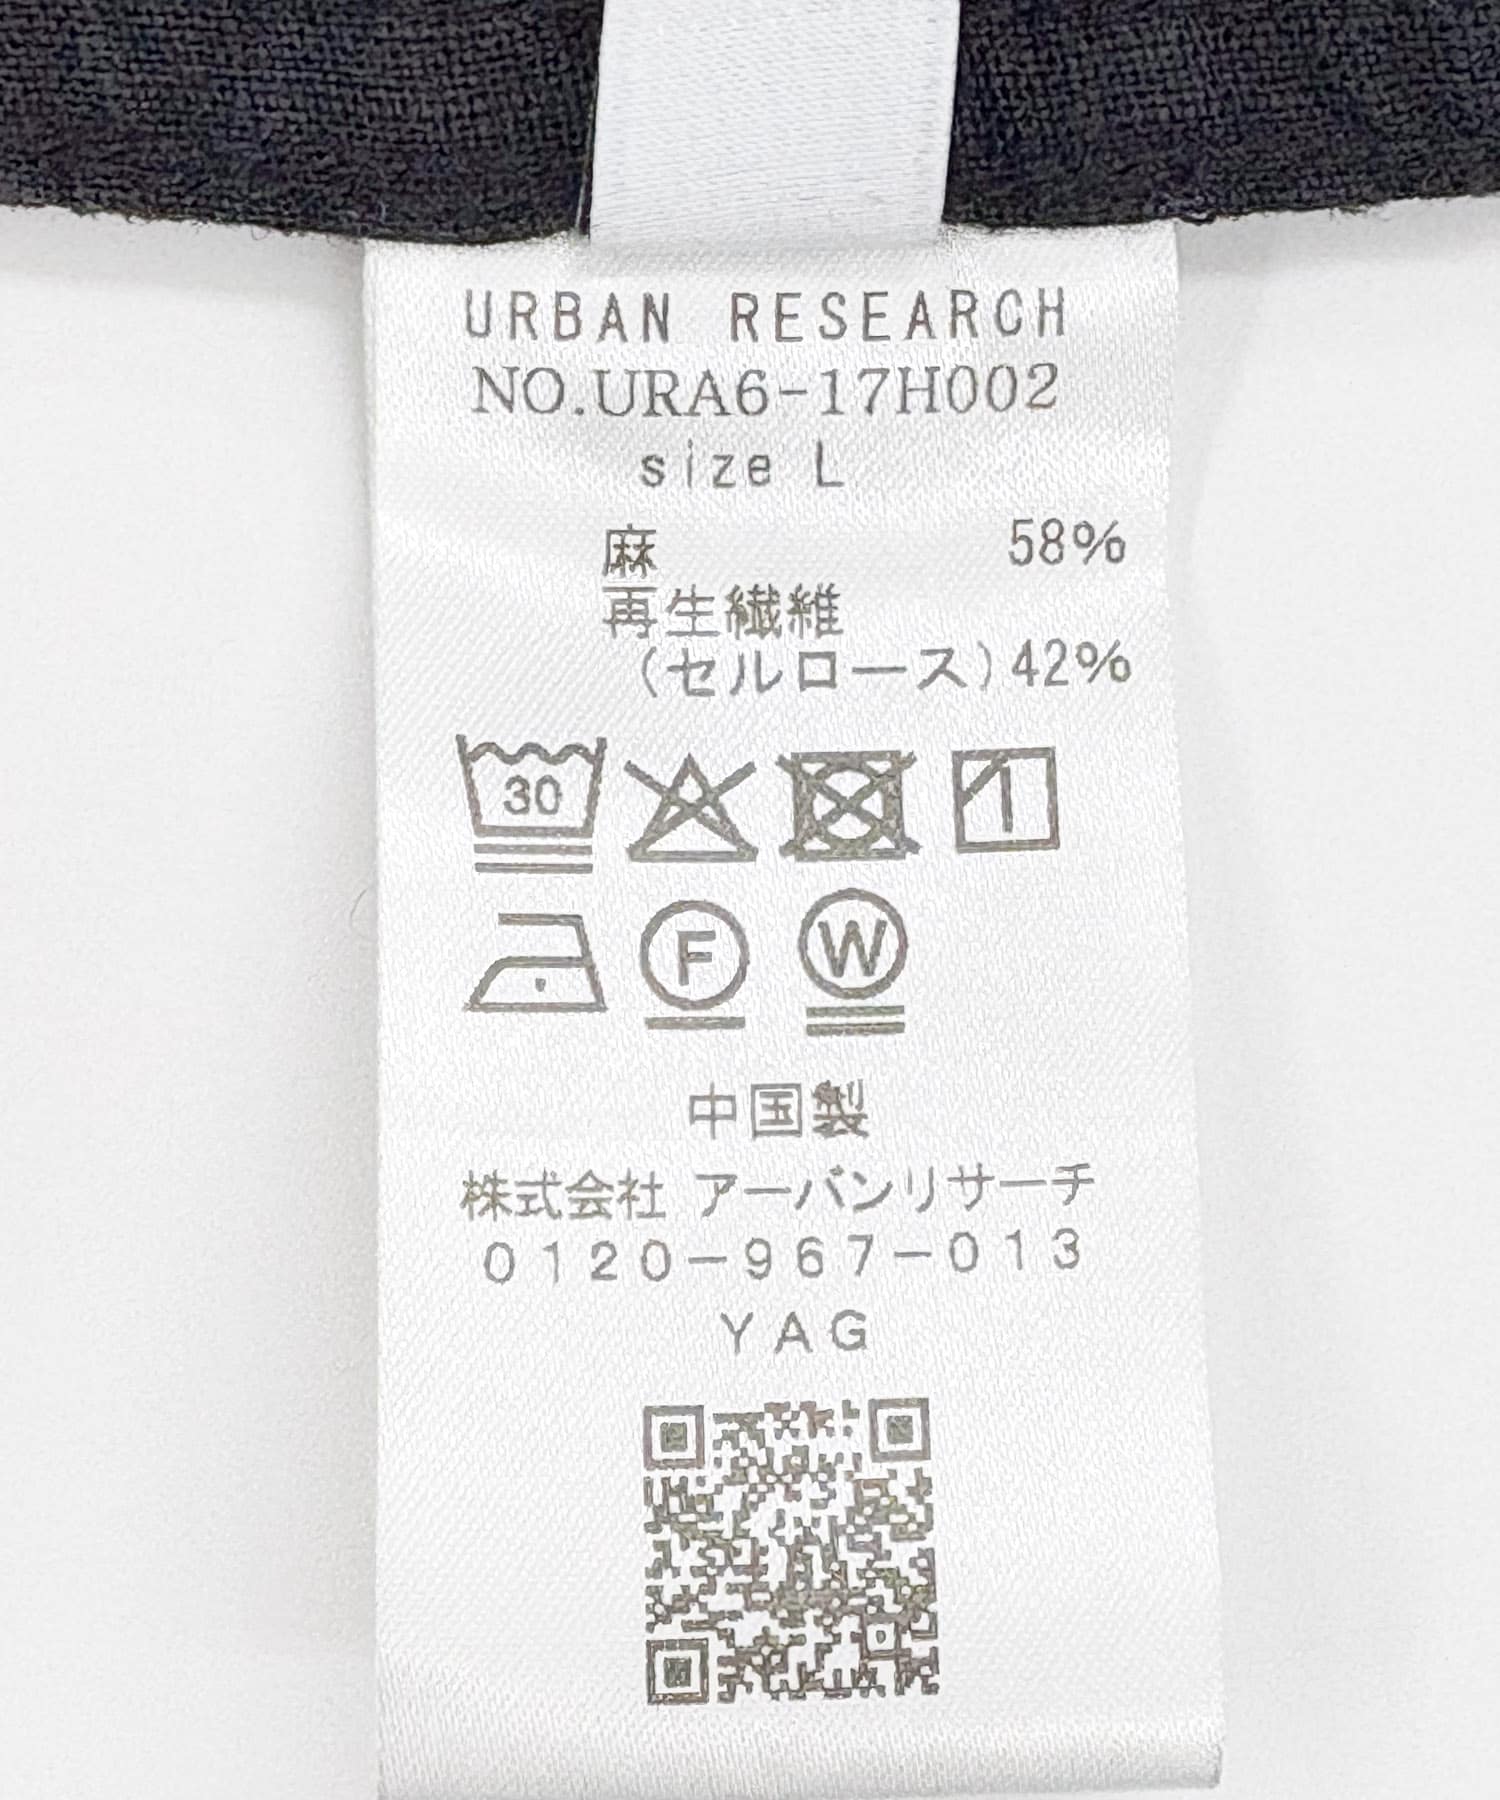 URBAN RESEARCH
NO.URA6-17H002
size L
麻 58%
再生繊維
(セルロース)42%
30
F W
中国製
株式会社 アーバンリサーチ
0120-967-013
YAG